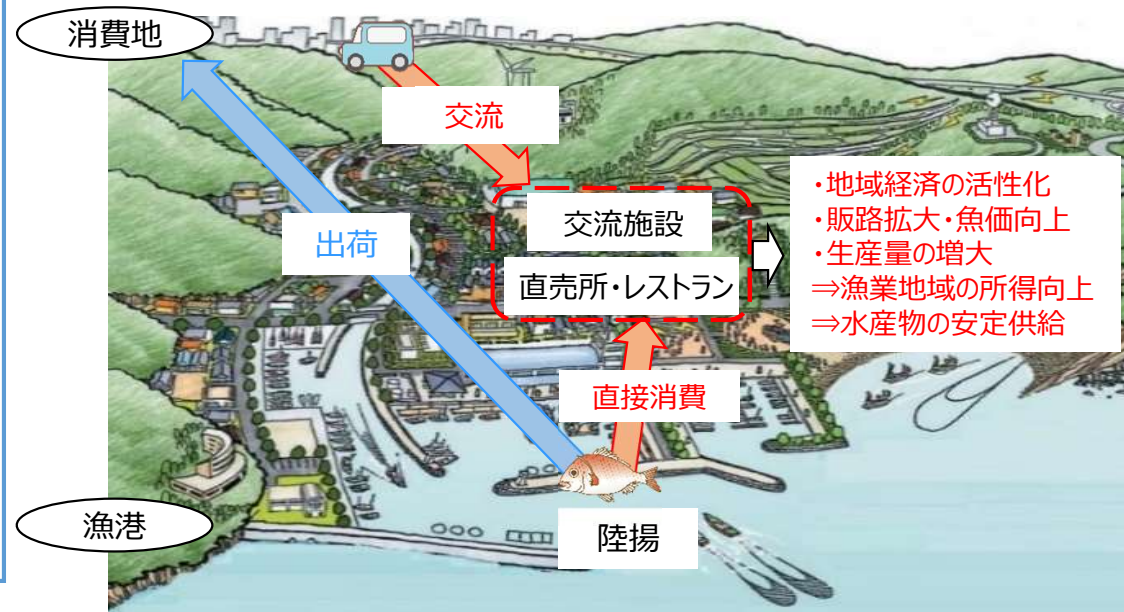 消費地
交流
出荷
交流施設
直売所・レストラン
・地域経済の活性化
・販路拡大・魚価向上
・生産量の増大
⇒漁業地域の所得向上
⇒水産物の安定供給
直接消費
漁港
陸揚